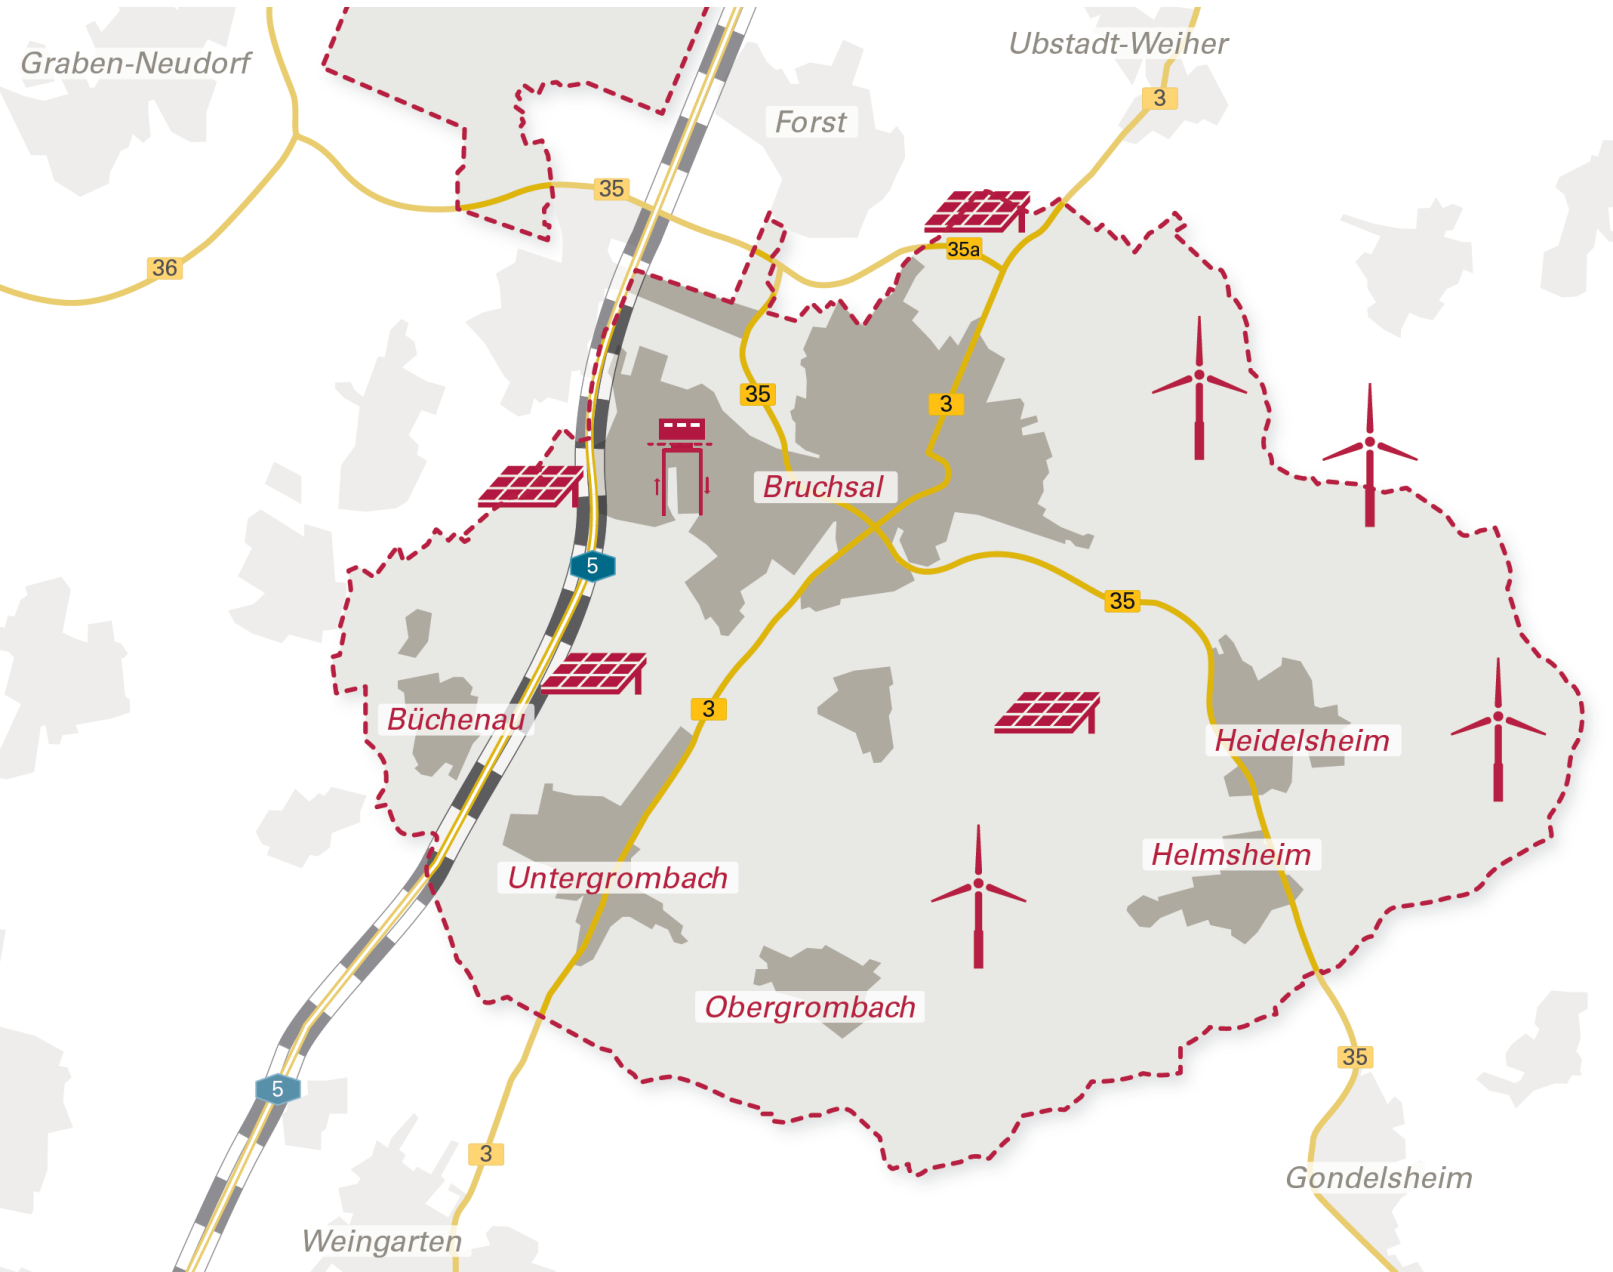 Ubstadt-Weiher
Graben-Neudorf
3
Forst
35
35a
36
35
3
Bruchsal
5
35
3
Büchenau
Heidelsheim
Helmsheim
Untergrombach
Obergrombach
35
5
3
Gondelsheim
Weingarten